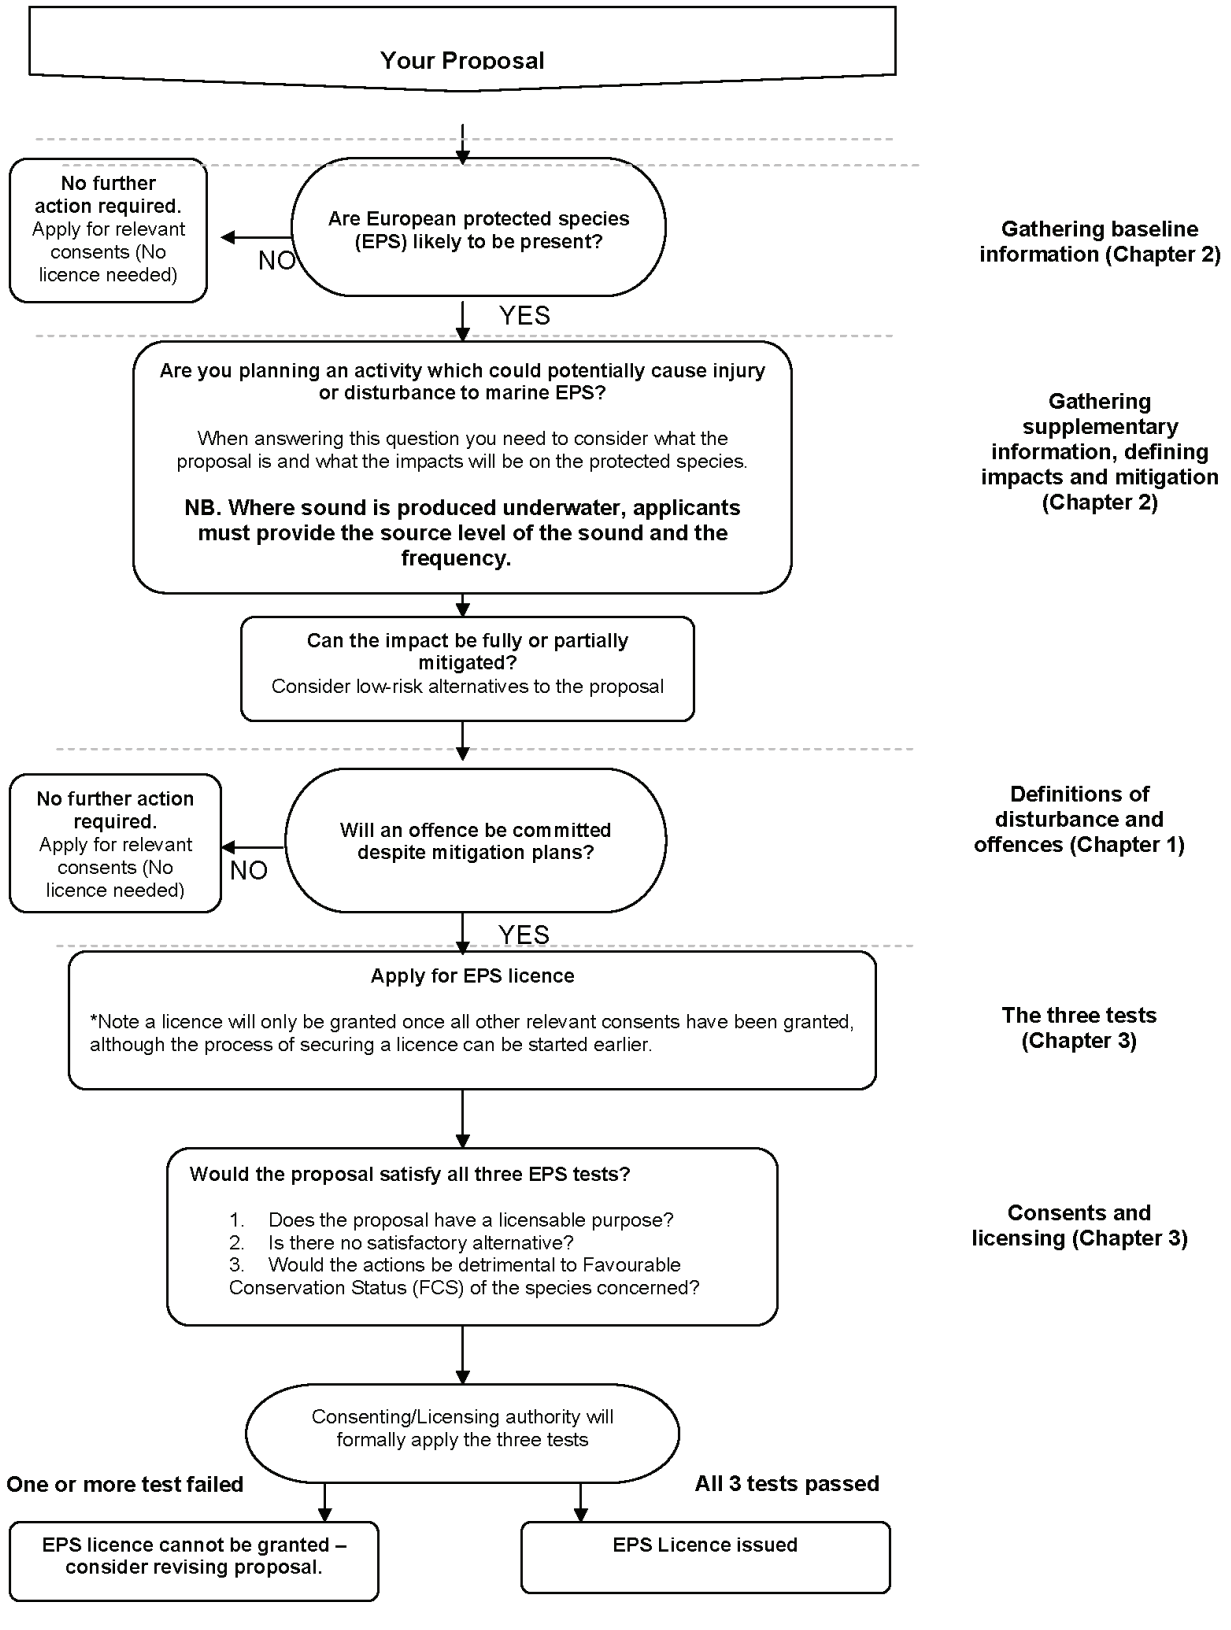 Your Proposal
No further
action required.
Apply for relevant
consents (No
licence needed)
Are European protected species
(EPS) likely to be present?
NO
YES
Gathering baseline
information (Chapter 2)
Are you planning an activity which could potentially cause injury
or disturbance to marine EPS?
When answering this question you need to consider what the
proposal is and what the impacts will be on the protected species.
NB. Where sound is produced underwater, applicants
must provide the source level of the sound and the
frequency.
Gathering
supplementary
information, defining
impacts and mitigation
(Chapter 2)
Can the impact be fully or partially
mitigated?
Consider low-risk alternatives to the proposal
No further action
required.
Apply for relevant
consents (No
licence needed)
Will an offence be committed
despite mitigation plans?
NO
YES
Definitions of
disturbance and
offences (Chapter 1)
Apply for EPS licence
*Note a licence will only be granted once all other relevant consents have been granted,
although the process of securing a licence can be started earlier.
The three tests
(Chapter 3)
Would the proposal satisfy all three EPS tests?
1. Does the proposal have a licensable purpose?
2. Is there no satisfactory alternative?
3. Would the actions be detrimental to Favourable
Conservation Status (FCS) of the species concerned?
Consents and
licensing (Chapter 3)
Consenting/Licensing authority will
formally apply the three tests
One or more test failed
All 3 tests passed
EPS licence cannot be granted –
consider revising proposal.
EPS Licence issued